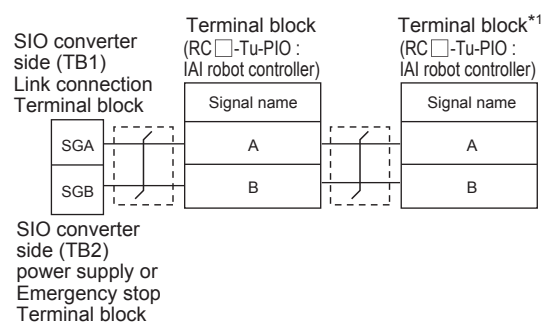 SIO converter
side (TB1)
Link connection
Terminal block
SGA
SGB
SIO converter
side (TB2)
power supply or
Emergency stop
Terminal block
Terminal block
(RC□-Tu-PIO :
IAI robot controller)
Signal name
A
B
Terminal block*1
(RC□-Tu-PIO :
IAI robot controller)
Signal name
A
B